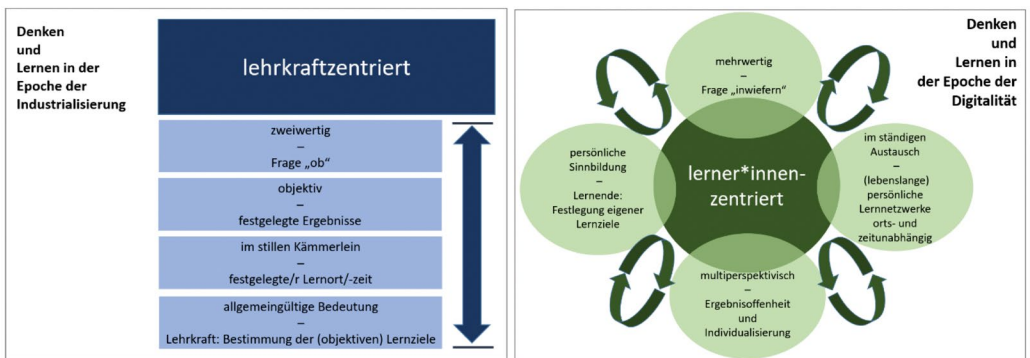 Denken
und
Lernen in der
Epoche der
Industrialisierung
lehrkraftzentriert
zweiwertig
–
Frage „ob“
objektiv
–
festgelegte Ergebnisse
im stillen Kämmerlein
–
festgelegte/r Lernort/-zeit
allgemeingültige Bedeutung
–
Lehrkraft: Bestimmung der (objektiven) Lernziele
Denken
und
Lernen in
der Epoche der
Digitalität
mehrwertig
–
Frage „inwiefern“
persönliche
Sinnbildung
–
Lernende:
Festlegung eigener
Lernziele
lerner*innen-
zentriert
im ständigen
Austausch
–
(lebenslange)
persönliche
Lernnetzwerke
orts- und
zeitunabhängig
multiperspektivisch
–
Ergebnisoffenheit
und
Individualisierung